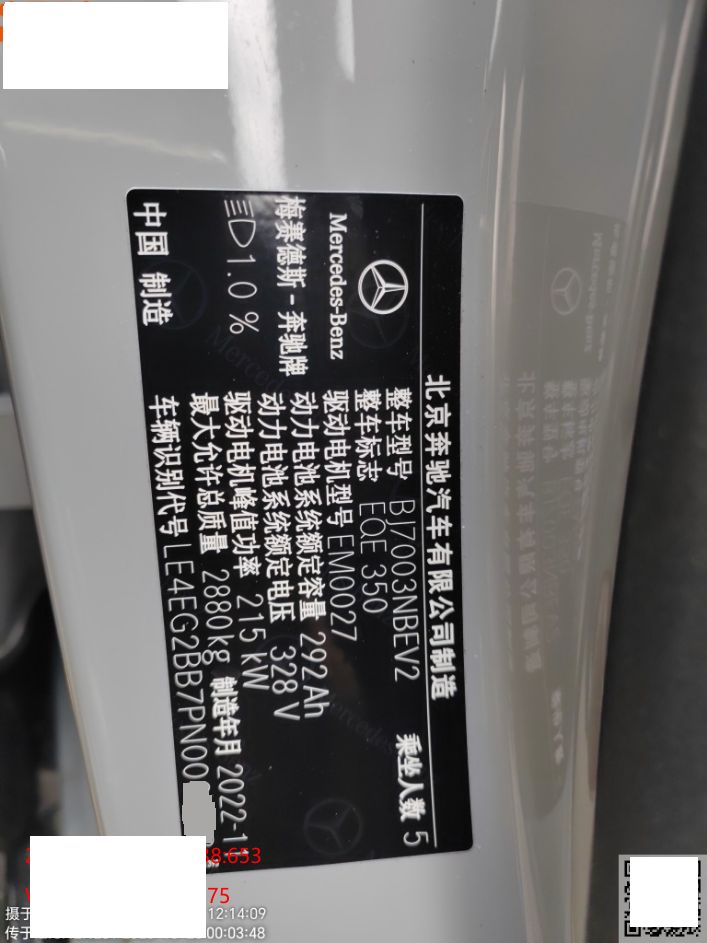 北京奔驰汽车有限公司制造
Mercedes-Benz
梅赛德斯-奔驰牌
1.0 %
中国 制造
整车型号 BJ7003NBEV2 乘坐人数 5
整车标志 EQE 350
驱动电机型号 EM0027
动力电池系统额定容量 292Ah
动力电池系统额定电压 328 V
驱动电机峰值功率 215 kW
最大允许总质量 2880kg 制造年月 2022-11
车辆识别代号 LE4EG2BB7PN00
8.653
75
摄于 12:14:09
传于 00:03:48